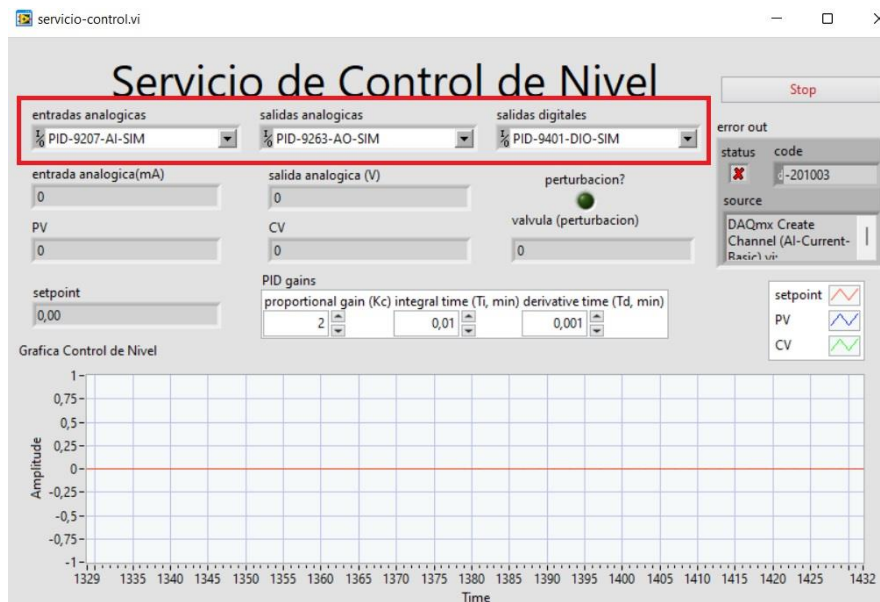 servicio-control.vi
Servicio de Control de Nivel
Stop
entradas analogicas
PID-9207-AI-SIM
salidas analogicas
PID-9263-AO-SIM
salidas digitales
PID-9401-DIO-SIM
error out
status code
d -201003
source
DAQmx Create
Channel (AI-Current-
Basic).vi:
entrada analogica(mA)
0
salida analogica (V)
0
perturbacion?
valvula (perturbacion)
0
PV
0
CV
0
setpoint
0,00
PID gains
proportional gain (Kc) integral time (Ti, min) derivative time (Td, min)
2 0,01 0,001
setpoint
PV
CV
Grafica Control de Nivel
Amplitude
1
0,75
0,5
0,25
0
-0,25
-0,5
-0,75
-1
1329 1335 1340 1345 1350 1355 1360 1365 1370 1375 1380 1385 1390 1395 1400 1405 1410 1415 1420 1425 1432
Time